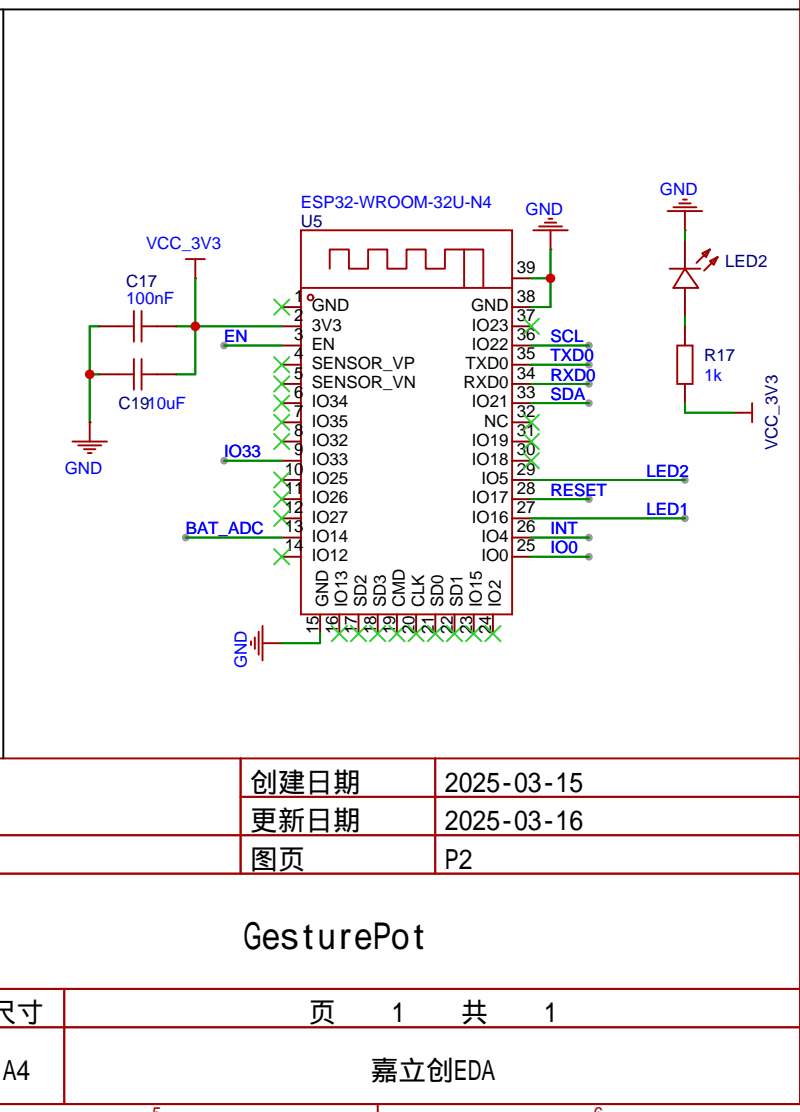 ESP32-WROOM-32U-N4
U5
GND
GND
VCC_3V3
C17
100nF
C19
10uF
GND
EN
IO33
BAT_ADC
GND
LED2
R17
1k
VCC_3V3
1 GND
2 3V3
3 EN
4 SENSOR_VP
5 SENSOR_VN
6 IO34
7 IO35
8 IO32
9 IO33
10 IO25
11 IO26
12 IO27
13 IO14
14 IO12
39
GND 38
IO23 37
IO22 36 SCL
TXD0 35 TXD0
RXD0 34 RXD0
IO21 33 SDA
NC 32
IO19 31
IO18 30
IO5 29 LED2
IO17 28 RESET
IO16 27 LED1
IO4 26 INT
IO0 25 IO0
GND 15
IO13 16
SD2 17
SD3 18
CMD 19
CLK 20
SD0 21
SD1 22
IO15 23
IO2 24
创建日期 2025-03-15
更新日期 2025-03-16
图页 P2
GesturePot
尺寸 页 1 共 1
A4 嘉立创EDA